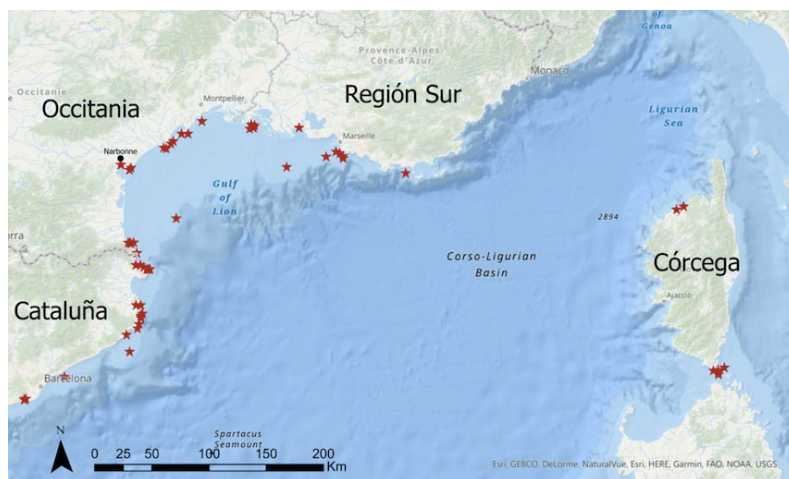 of
Genoa
Provence-Alpes
Côte d'Azur
Monaco
Occitanie
Montpellier
Región Sur
Occitania
Ligurian
Sea
Marseille
Narbonne
Gulf
of
Lion
2894
orra
Corso-Ligurian
Basin
Córcega
Ajaccio
Cataluña
Barcelona
N
Spartacus
Seamount
0 25 50 100 150 200
Km
Esri, GEBCO, DeLorme, NaturalVue, Esri, HERE, Garmin, FAO, NOAA, USGS